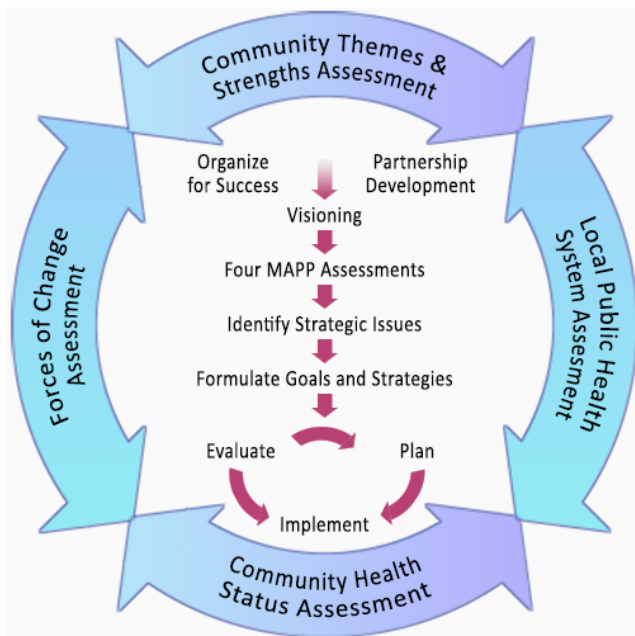 Community Themes &
Strengths Assessment
Organize
for Success
Partnership
Development
Visioning
Four MAPP Assessments
Identify Strategic Issues
Formulate Goals and Strategies
Evaluate
Plan
Implement
Forces of Change
Assessment
Local Public Health
System Assesment
Community Health
Status Assessment